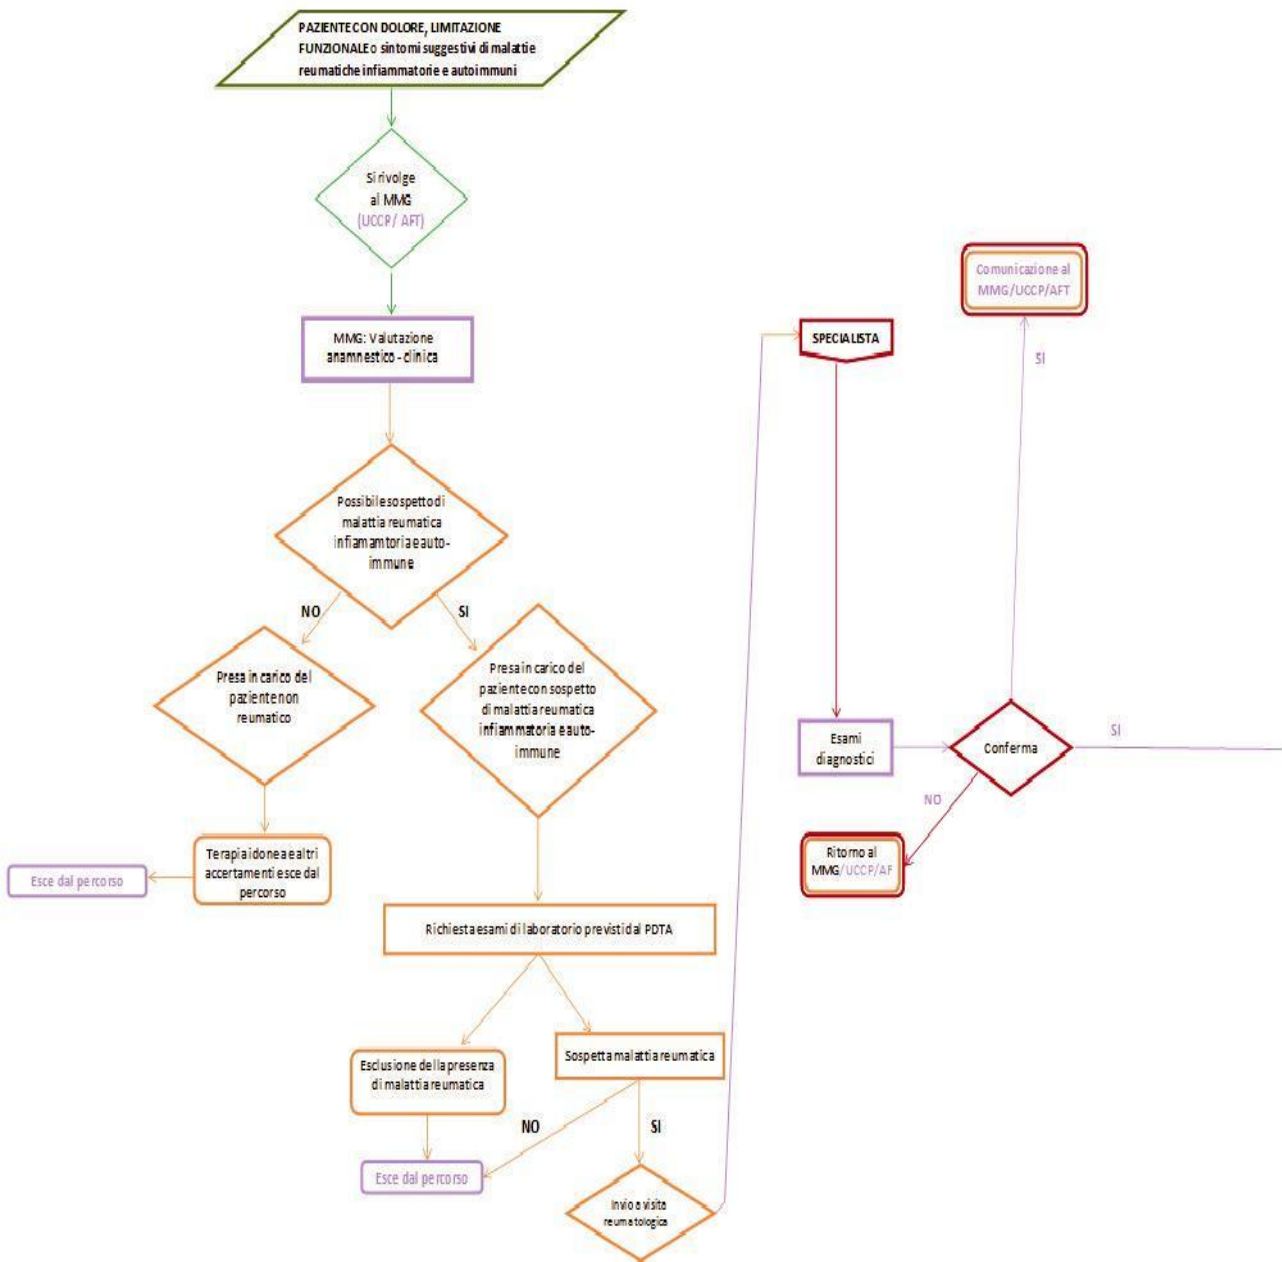 PAZIENTE CON DOLORE, LIMITAZIONE
FUNZIONALE o sintomi suggestivi di malattie
reumatiche infiammatorie e autoimmuni
Si rivolge
al MMG
(UCCP/ AFT)
MMG: Valutazione
anamnestico - clinica
Possibile sospetto di
malattia reumatica
infiamamtoria e auto-
immune
NO
SI
Presa in carico del
paziente non
reumatico
Presa in carico del
paziente con sospetto
di malattia reumatica
infiammatoria e auto-
immune
Terapia idonea e altri
accertamenti esce dal
percorso
Esce dal percorso
Richiesta esami di laboratorio previsti dal PDTA
Esclusione della presenza
di malattia reumatica
Sospetta malattia reumatica
NO
SI
Esce dal percorso
Invio a visita
reumatologica
SPECIALISTA
Esami
diagnostici
Conferma
SI
Comunicazione al
MMG/UCCP/AFT
SI
NO
Ritorno al
MMG/UCCP/AF